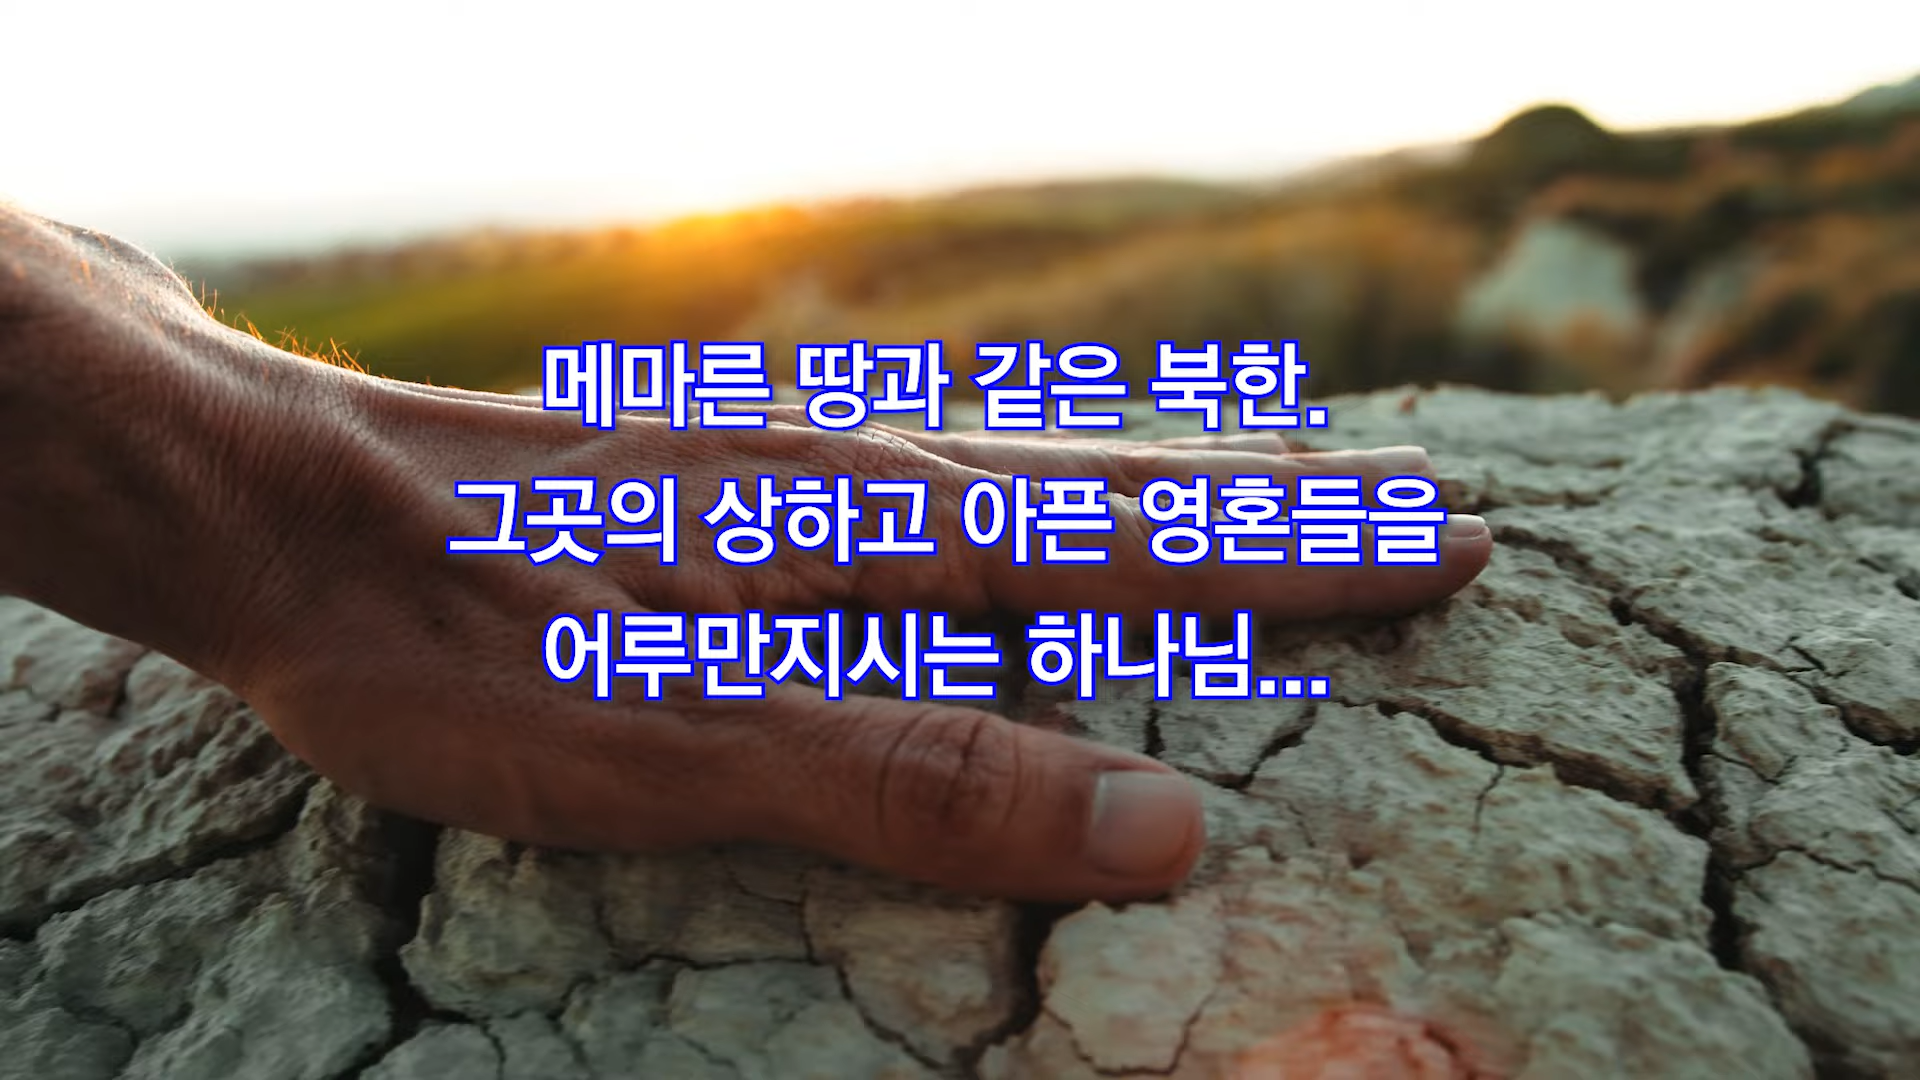 메마른 땅과 같은 북한.
그곳의 상하고 아픈 영혼들을
어루만지시는 하나님...